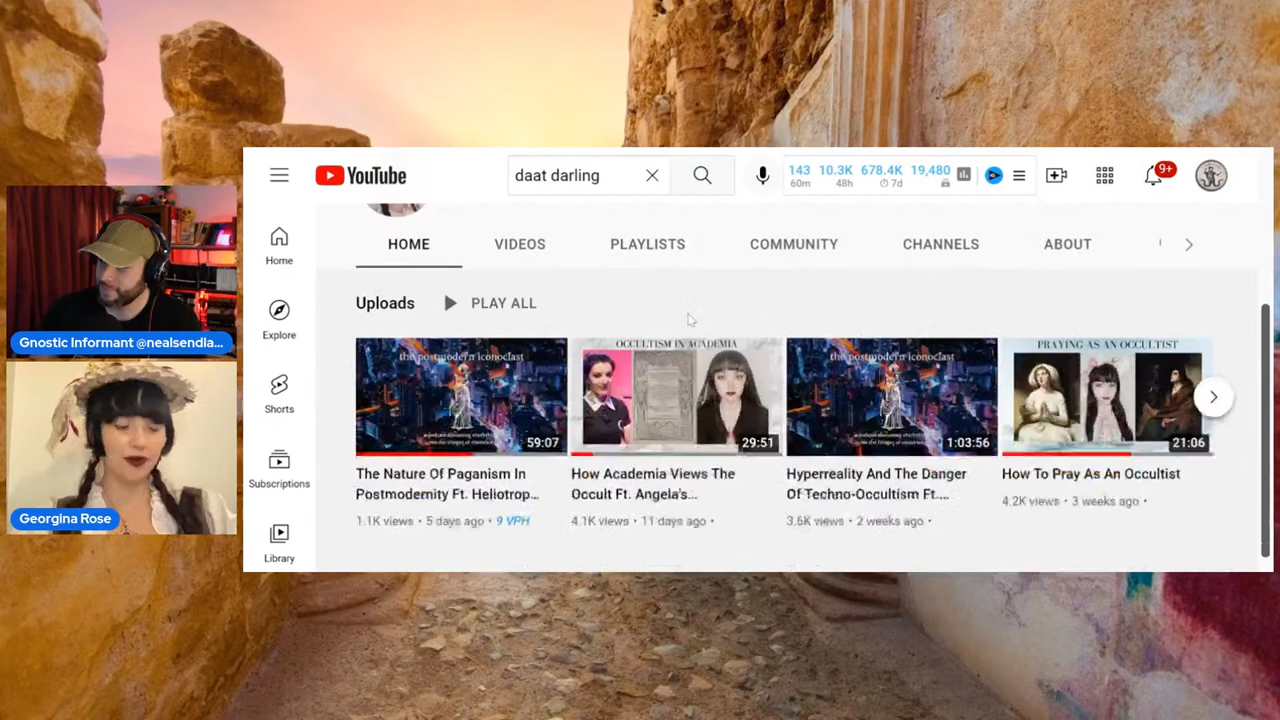 YouTube
daat darling
143 10.3K 678.4K 19,480
60m 48h 7d
9+
Home
Explore
Shorts
Subscriptions
Library
HOME VIDEOS PLAYLISTS COMMUNITY CHANNELS ABOUT
Uploads PLAY ALL
the postmodern iconoclast
59:07
The Nature Of Paganism In
Postmodernity Ft. Heliotrop...
1.1K views • 5 days ago • 9 VPH
OCCULTISM IN ACADEMIA
29:51
How Academia Views The
Occult Ft. Angela's...
4.1K views • 11 days ago •
the postmodern iconoclast
1:03:56
Hyperreality And The Danger
Of Techno-Occultism Ft....
3.5K views • 2 weeks ago •
PRAYING AS AN OCCULTIST
21:06
How To Pray As An Occultist
4.2K views • 3 weeks ago •
Gnostic Informant @nealsendla...
Georgina Rose